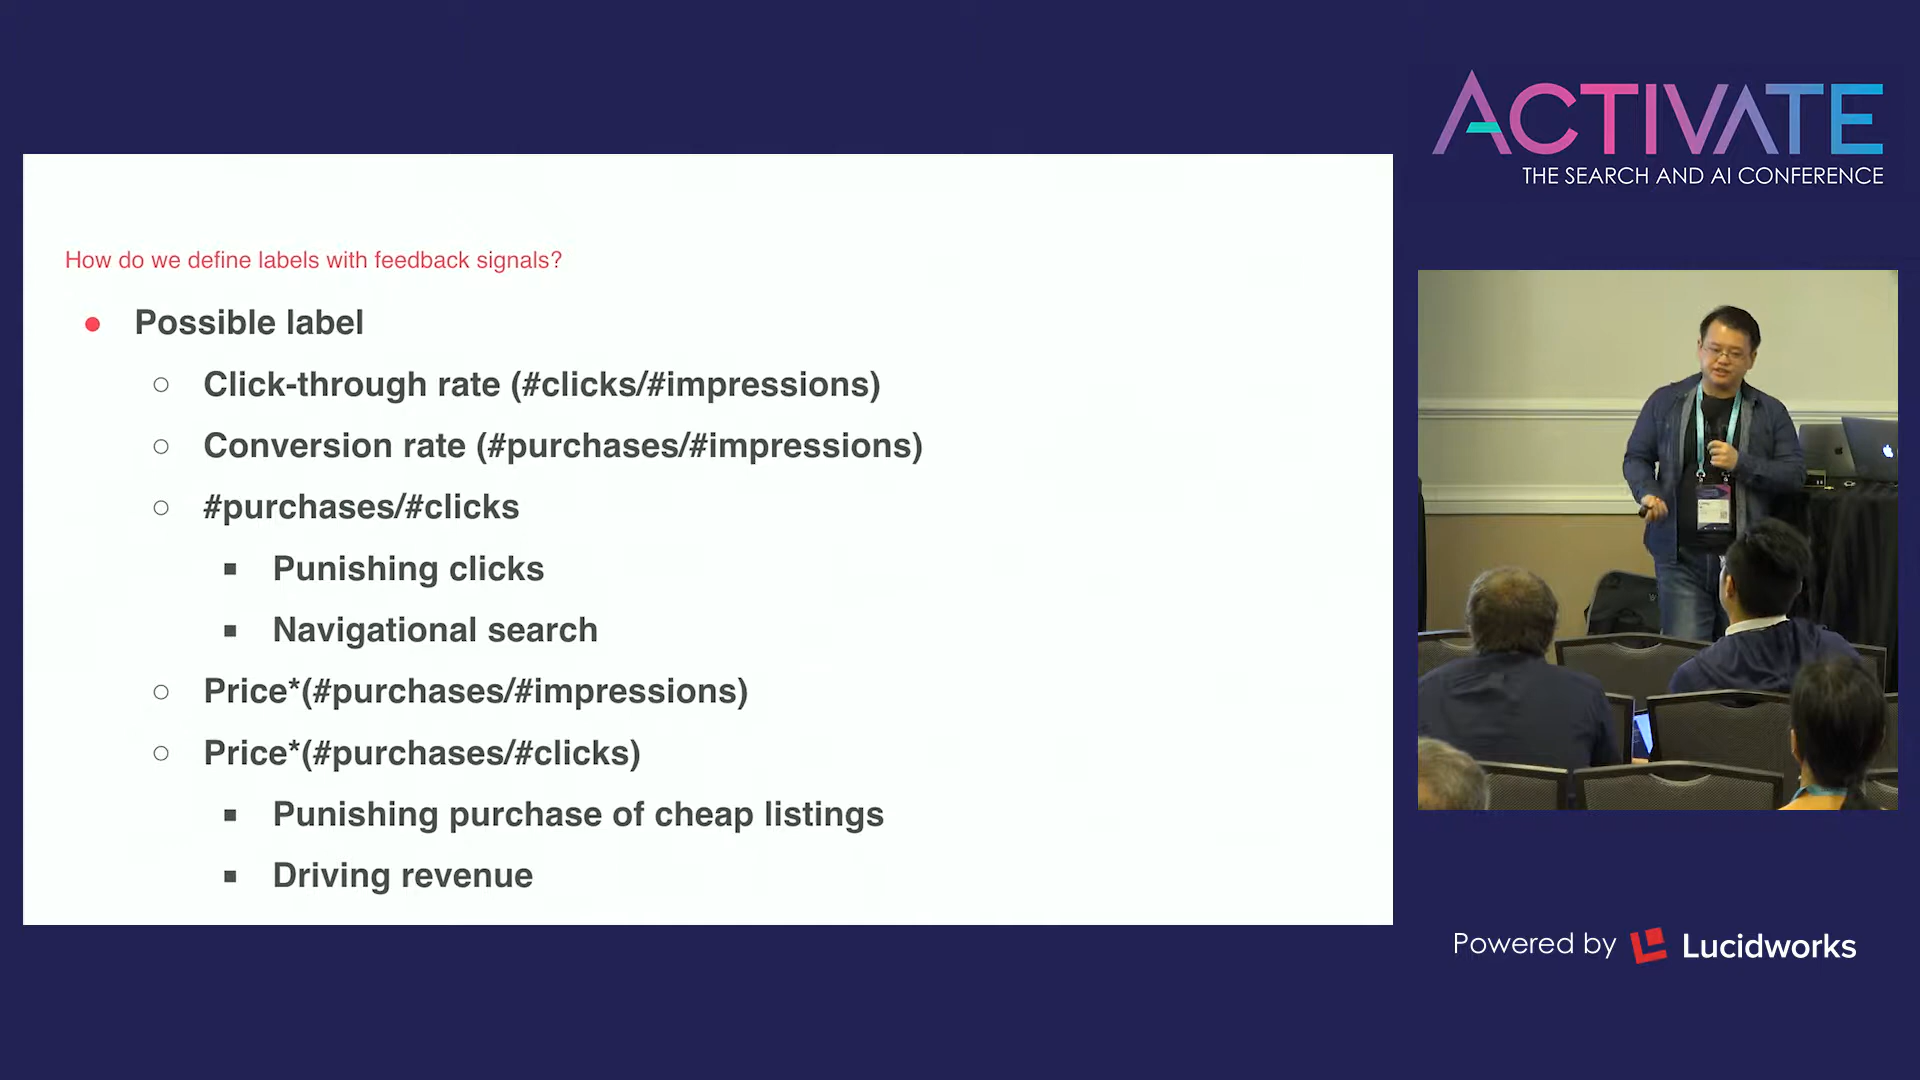 ACTIVATE
THE SEARCH AND AI CONFERENCE
How do we define labels with feedback signals?
Possible label
Click-through rate (#clicks/#impressions)
Conversion rate (#purchases/#impressions)
#purchases/#clicks
Punishing clicks
Navigational search
Price*(#purchases/#impressions)
Price*(#purchases/#clicks)
Punishing purchase of cheap listings
Driving revenue
Powered by Lucidworks